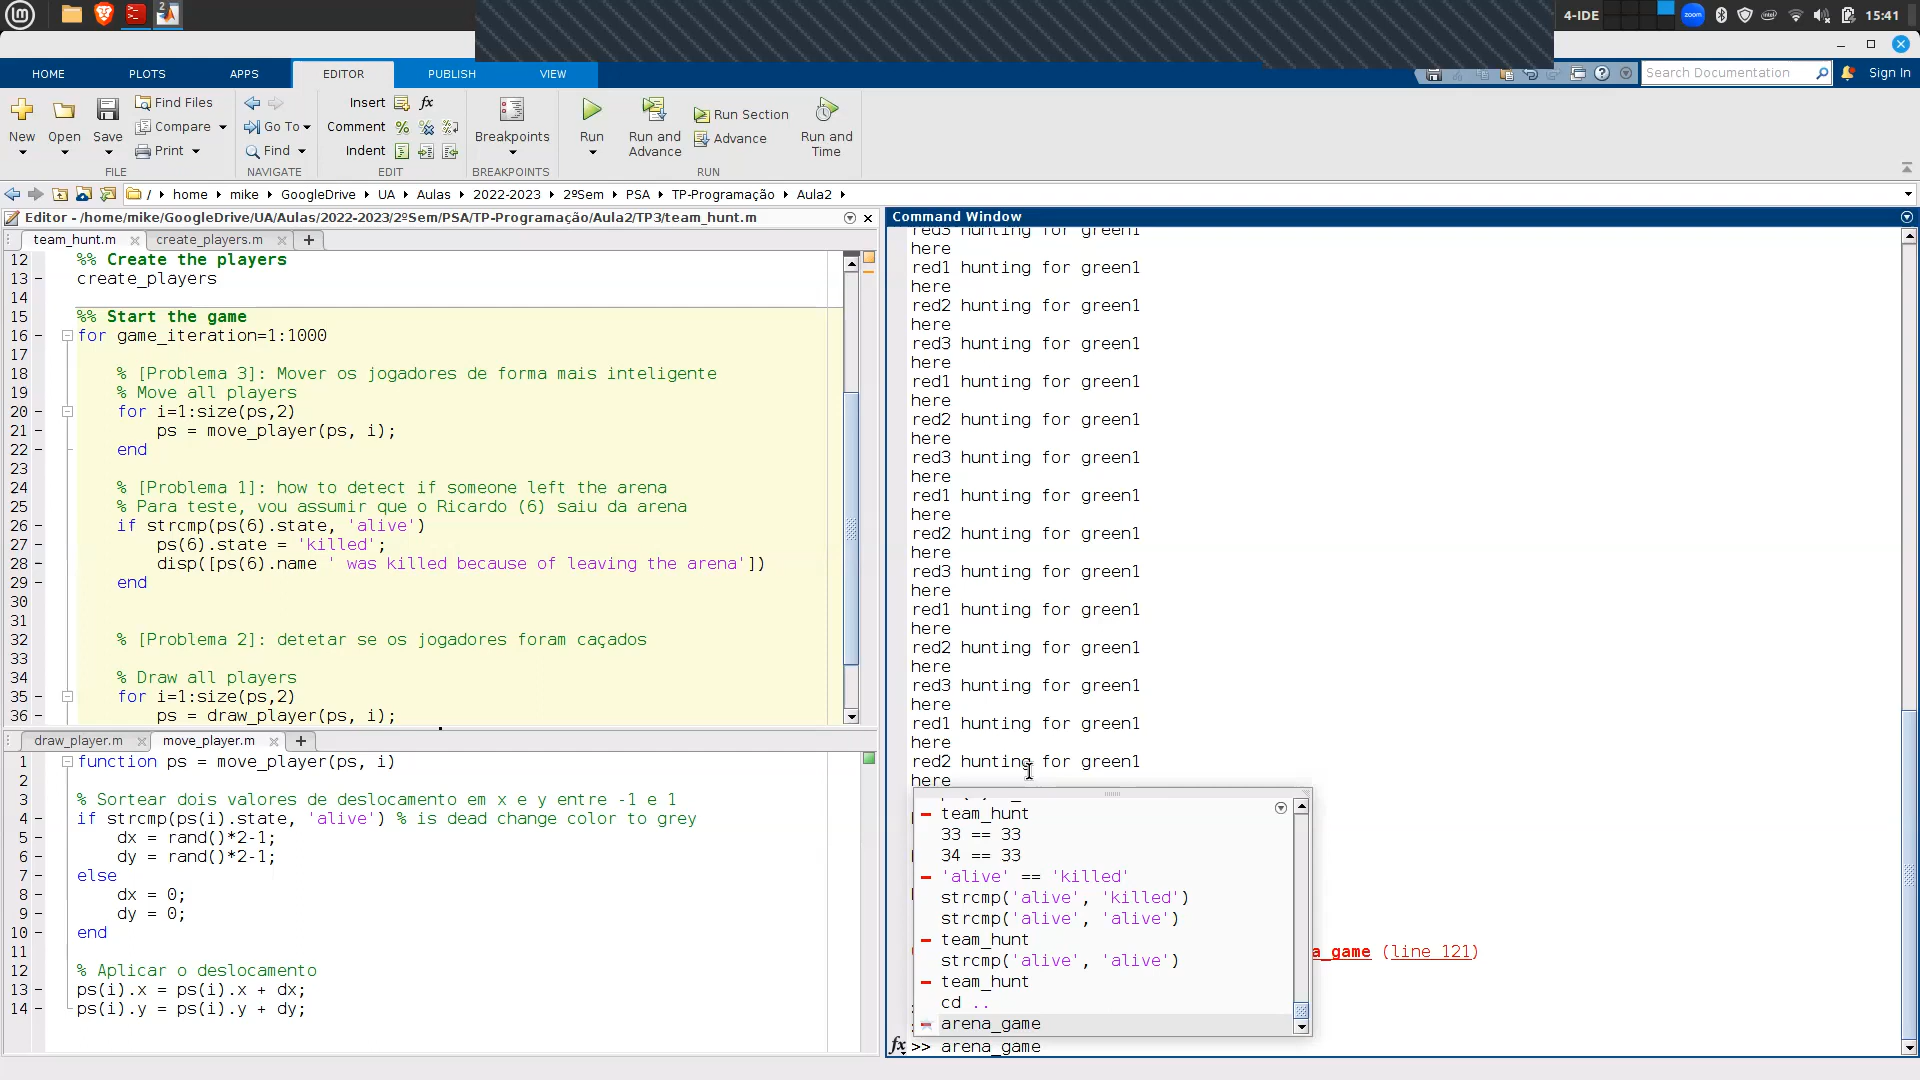 4-IDE
zoom
15:41
HOME
PLOTS
APPS
EDITOR
PUBLISH
VIEW
Search Documentation
Sign In
New
Open
Save
Find Files
Compare
Print
FILE
Go To
Find
NAVIGATE
Insert
fx
Comment
Indent
EDIT
Breakpoints
BREAKPOINTS
Run
Run and Advance
Run Section
Advance
Run and Time
RUN
/ home mike GoogleDrive UA Aulas 2022-2023 2ºSem PSA TP-Programação Aula2
Editor - /home/mike/GoogleDrive/UA/Aulas/2022-2023/2ºSem/PSA/TP-Programação/Aula2/TP3/team_hunt.m
team_hunt.m
create_players.m
12 %% Create the players
13 create_players
14
15 %% Start the game
16 for game_iteration=1:1000
17
18 % [Problema 3]: Mover os jogadores de forma mais inteligente
19 % Move all players
20 for i=1:size(ps,2)
21 ps = move_player(ps, i);
22 end
23
24 % [Problema 1]: how to detect if someone left the arena
25 % Para teste, vou assumir que o Ricardo (6) saiu da arena
26 if strcmp(ps(6).state, 'alive')
27 ps(6).state = 'killed';
28 disp([ps(6).name ' was killed because of leaving the arena'])
29 end
30
31
32 % [Problema 2]: detetar se os jogadores foram caçados
33
34 % Draw all players
35 for i=1:size(ps,2)
36 ps = draw_player(ps, i);
draw_player.m
move_player.m
1 function ps = move_player(ps, i)
2
3 % Sortear dois valores de deslocamento em x e y entre -1 e 1
4 if strcmp(ps(i).state, 'alive') % is dead change color to grey
5 dx = rand()*2-1;
6 dy = rand()*2-1;
7 else
8 dx = 0;
9 dy = 0;
10 end
11
12 % Aplicar o deslocamento
13 ps(i).x = ps(i).x + dx;
14 ps(i).y = ps(i).y + dy;
Command Window
red3 hunting for green1
here
red1 hunting for green1
here
red2 hunting for green1
here
red3 hunting for green1
here
red1 hunting for green1
here
red2 hunting for green1
here
red3 hunting for green1
here
red1 hunting for green1
here
red2 hunting for green1
here
red3 hunting for green1
here
red1 hunting for green1
here
red2 hunting for green1
here
red3 hunting for green1
here
red1 hunting for green1
here
red2 hunting for green1
here
team_hunt
33 == 33
34 == 33
'alive' == 'killed'
strcmp('alive', 'killed')
strcmp('alive', 'alive')
team_hunt
strcmp('alive', 'alive')
team_hunt
cd ..
arena_game
a_game (line 121)
fx >> arena_game